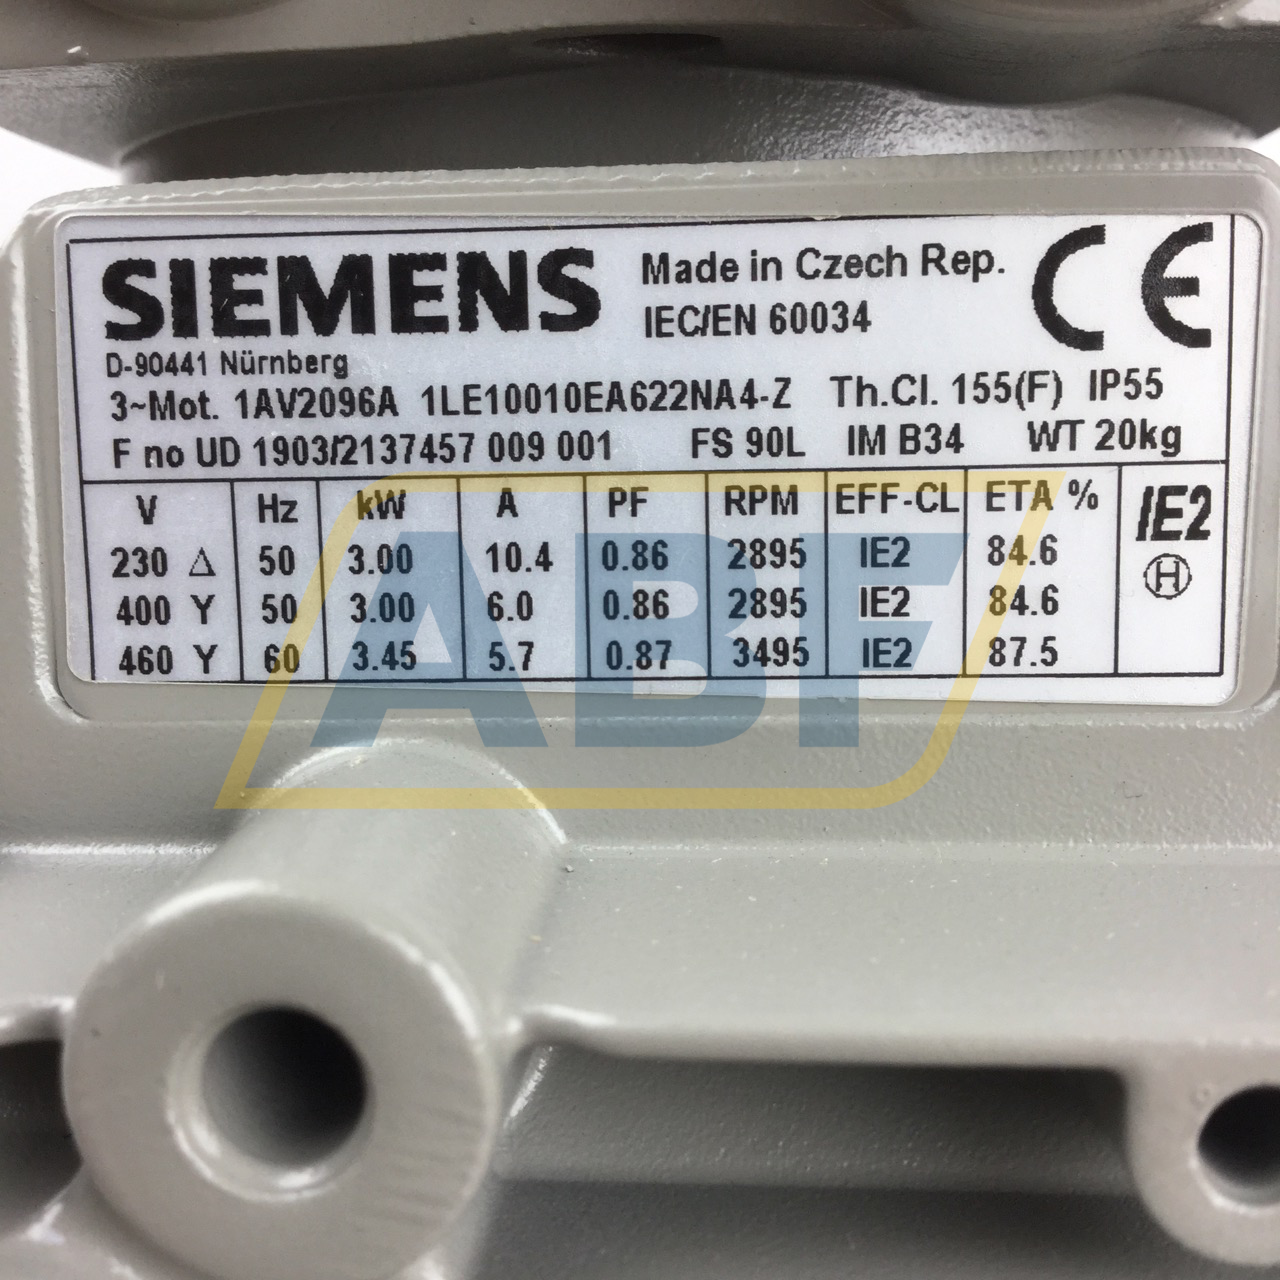 SIEMENS
Made in Czech Rep.
IEC/EN 60034
CE
D-90441 Nürnberg
3~Mot. 1AV2096A 1LE10010EA622NA4-Z Th.Cl. 155(F) IP55
F no UD 1903/2137457 009 001 FS 90L IM B34 WT 20kg
V Hz kW A PF RPM EFF-CL ETA % IE2
230 Δ 50 3.00 10.4 0.86 2895 IE2 84.6 H
400 Y 50 3.00 6.0 0.86 2895 IE2 84.6
460 Y 60 3.45 5.7 0.87 3495 IE2 87.5
ABF